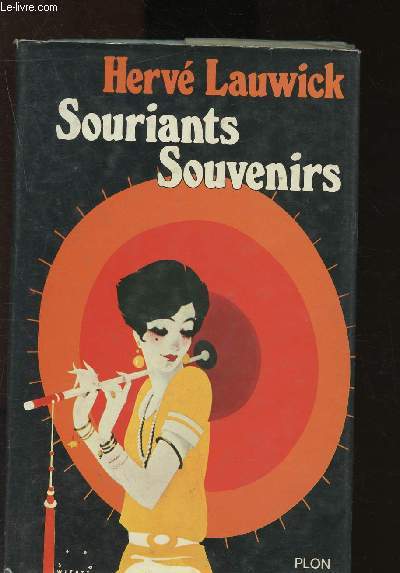 Le-livre.com
Hervé Lauwick
Souriants
Souvenirs
PLON